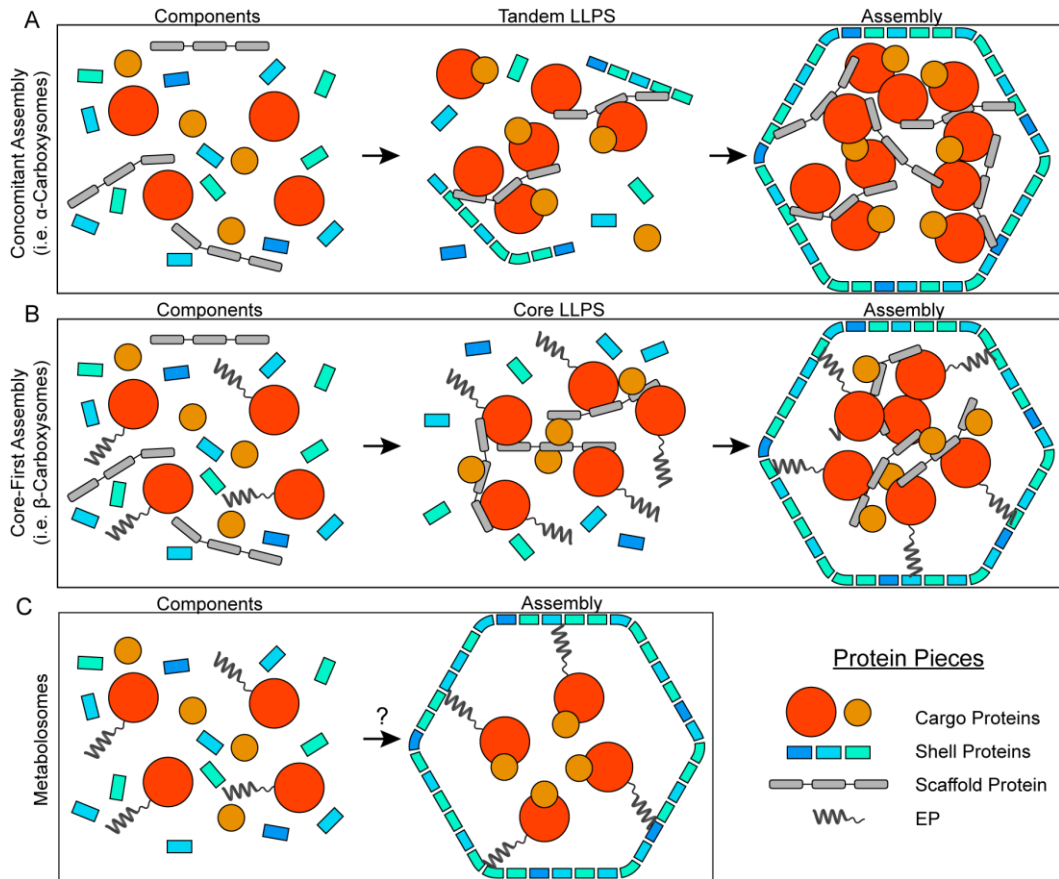 A
Components
Tandem LLPS
Assembly
Concomitant Assembly
(i.e. α-Carboxysomes)
B
Components
Core LLPS
Assembly
Core-First Assembly
(i.e. β-Carboxysomes)
C
Components
Assembly
Metabolosomes
?
Protein Pieces
Cargo Proteins
Shell Proteins
Scaffold Protein
EP